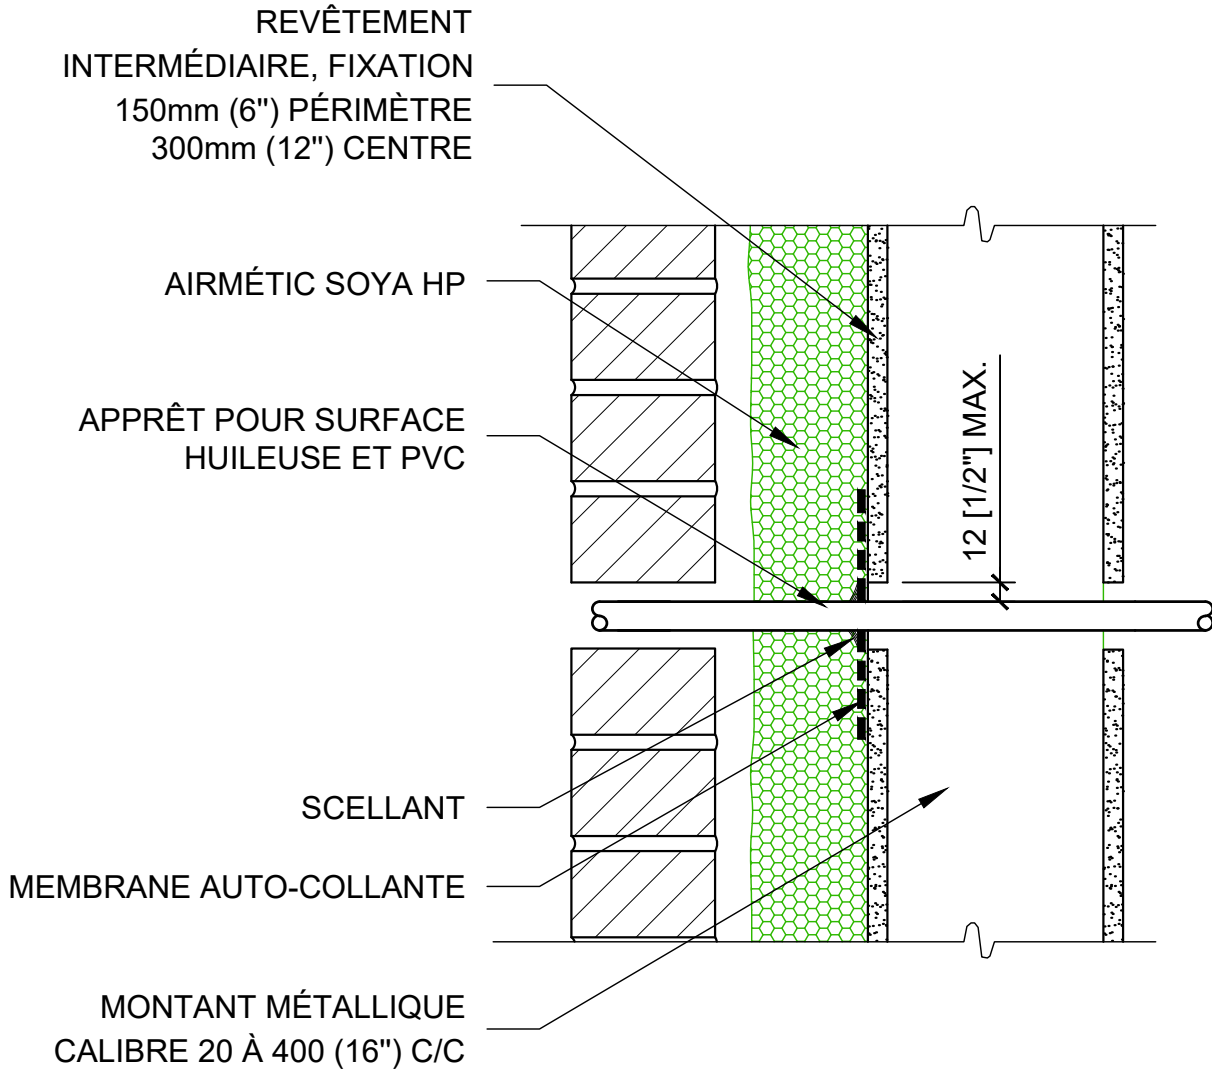 REVÊTEMENT
INTERMÉDIAIRE, FIXATION
150mm (6") PÉRIMÈTRE
300mm (12") CENTRE
AIRMÉTIC SOYA HP
APPRÊT POUR SURFACE
HUILEUSE ET PVC
12 [1/2"] MAX.
SCELLANT
MEMBRANE AUTO-COLLANTE
MONTANT MÉTALLIQUE
CALIBRE 20 À 400 (16") C/C